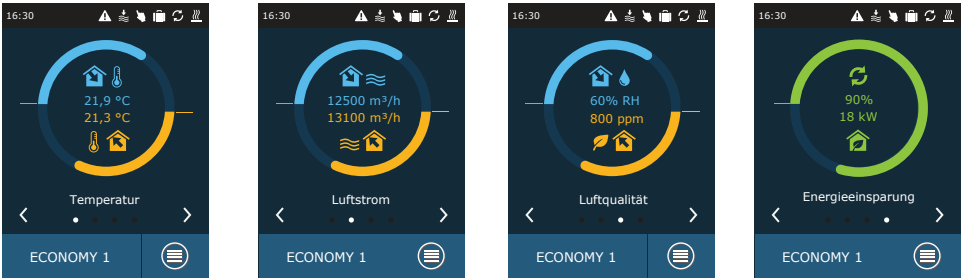 16:30
21,9 °C
21,3 °C
Temperatur
ECONOMY 1
16:30
12500 m³/h
13100 m³/h
Luftstrom
ECONOMY 1
16:30
60% RH
800 ppm
Luftqualität
ECONOMY 1
16:30
90%
18 kW
Energieeinsparung
ECONOMY 1